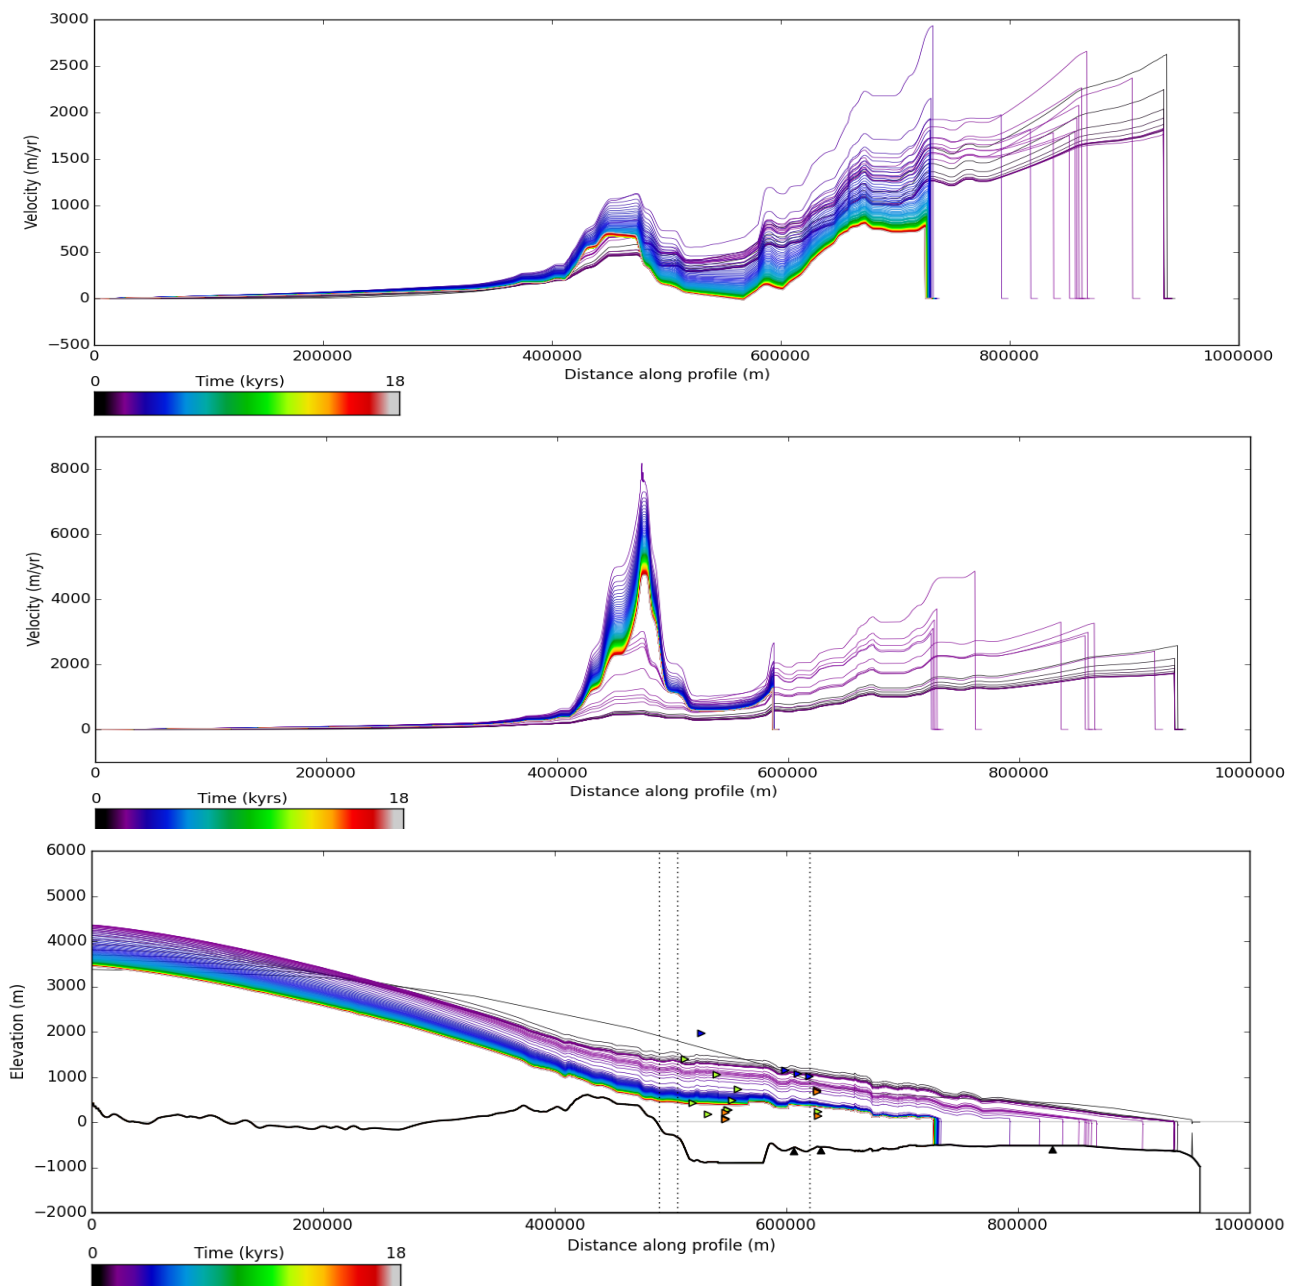 3000
2500
2000
1500
1000
500
0
−500
Velocity (m/yr)
0 200000 400000 600000 800000 1000000
Distance along profile (m)
0 Time (kyrs) 18
8000
6000
4000
2000
0
Velocity (m/yr)
0 200000 400000 600000 800000 1000000
Distance along profile (m)
0 Time (kyrs) 18
6000
5000
4000
3000
2000
1000
0
−1000
−2000
Elevation (m)
0 200000 400000 600000 800000 1000000
Distance along profile (m)
0 Time (kyrs) 18